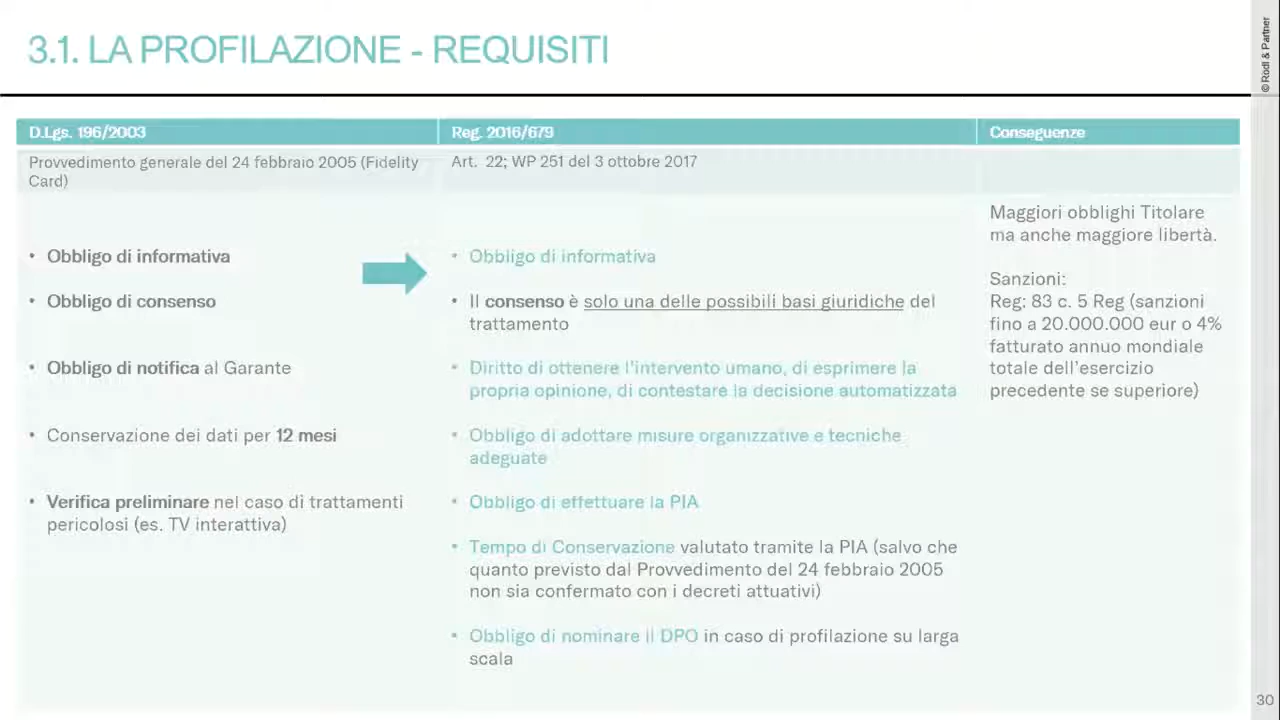 3.1. LA PROFILAZIONE - REQUISITI
© Rödl & Partner
D.Lgs. 196/2003
Reg. 2016/679
Conseguenze
Provvedimento generale del 24 febbraio 2005 (Fidelity
Card)
Art. 22; WP 251 del 3 ottobre 2017
• Obbligo di informativa
• Obbligo di consenso
• Obbligo di notifica al Garante
• Conservazione dei dati per 12 mesi
• Verifica preliminare nel caso di trattamenti
pericolosi (es. TV interattiva)
• Obbligo di informativa
• Il consenso è solo una delle possibili basi giuridiche del
trattamento
• Diritto di ottenere l'intervento umano, di esprimere la
propria opinione, di contestare la decisione automatizzata
• Obbligo di adottare misure organizzative e tecniche
adeguate
• Obbligo di effettuare la PIA
• Tempo di Conservazione valutato tramite la PIA (salvo che
quanto previsto dal Provvedimento del 24 febbraio 2005
non sia confermato con i decreti attuativi)
• Obbligo di nominare il DPO in caso di profilazione su larga
scala
Maggiori obblighi Titolare
ma anche maggiore libertà.
Sanzioni:
Reg: 83 c. 5 Reg (sanzioni
fino a 20.000.000 eur o 4%
fatturato annuo mondiale
totale dell'esercizio
precedente se superiore)
30